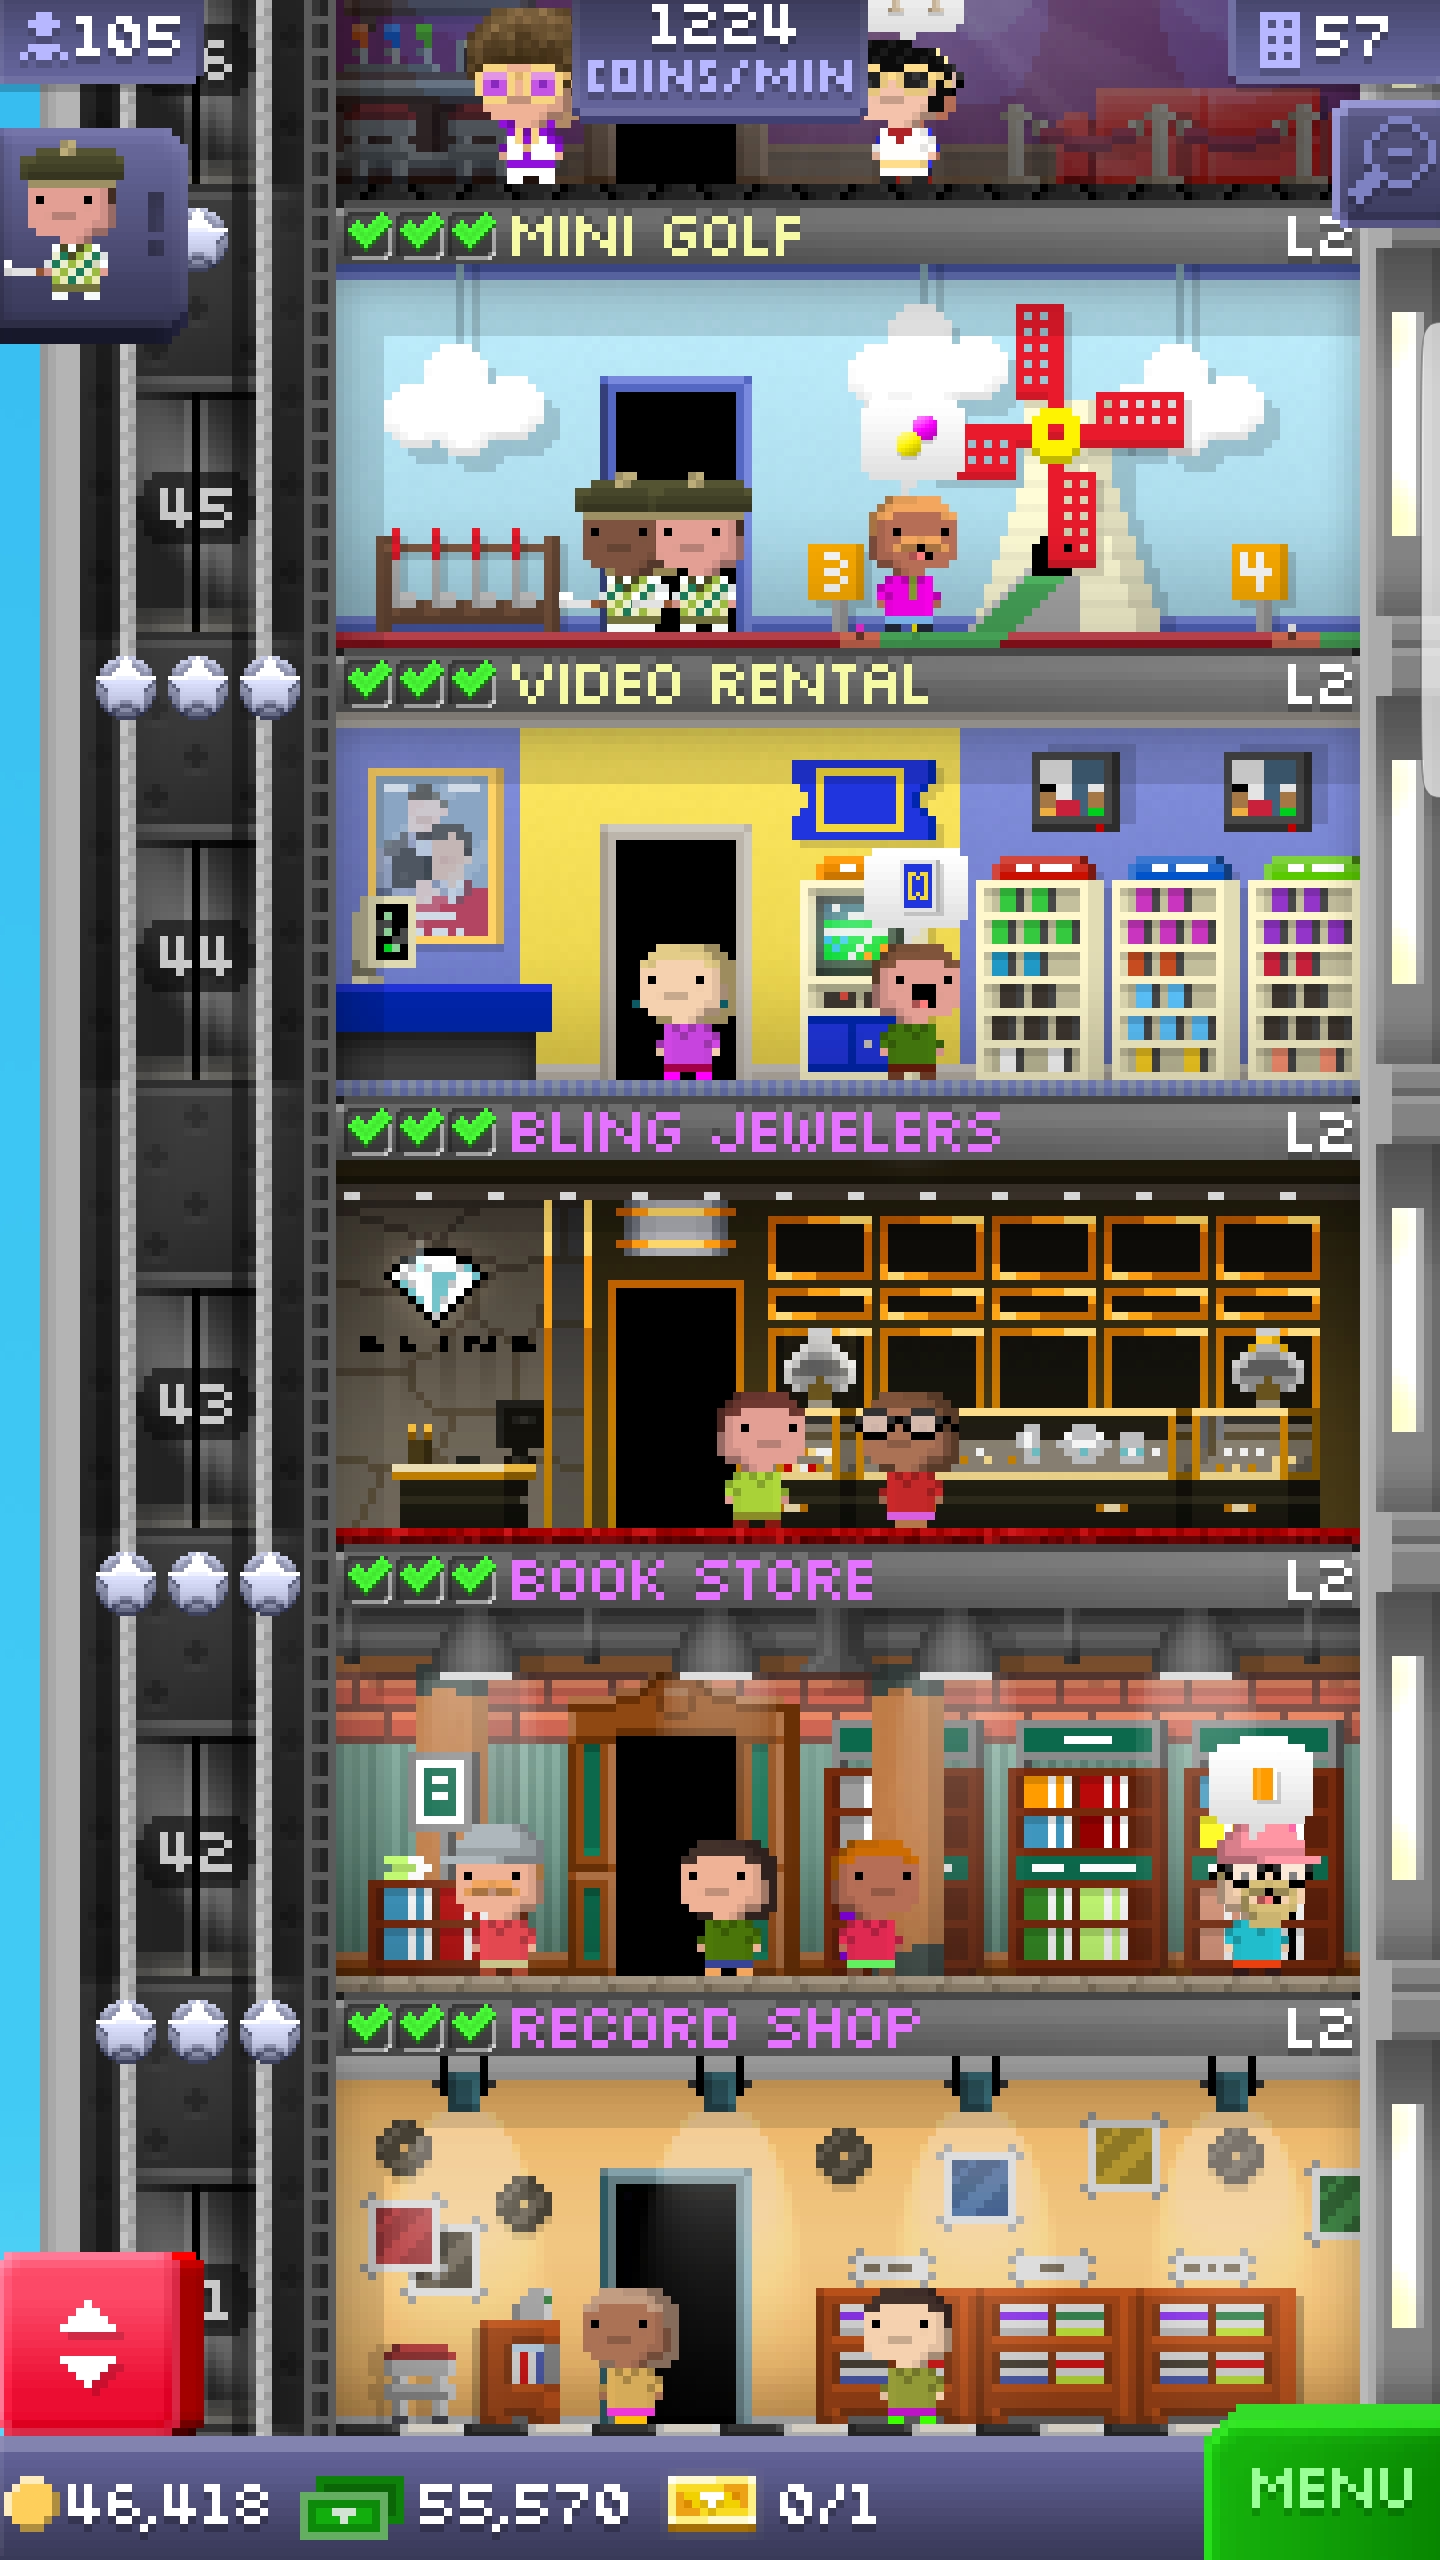 105
1224
COINS/MIN
57
MINI GOLF
L2
45
3
4
VIDEO RENTAL
L2
44
BLING JEWELERS
L2
BLING
43
BOOK STORE
L2
42
RECORD SHOP
L2
46,418
55,570
0/1
MENU